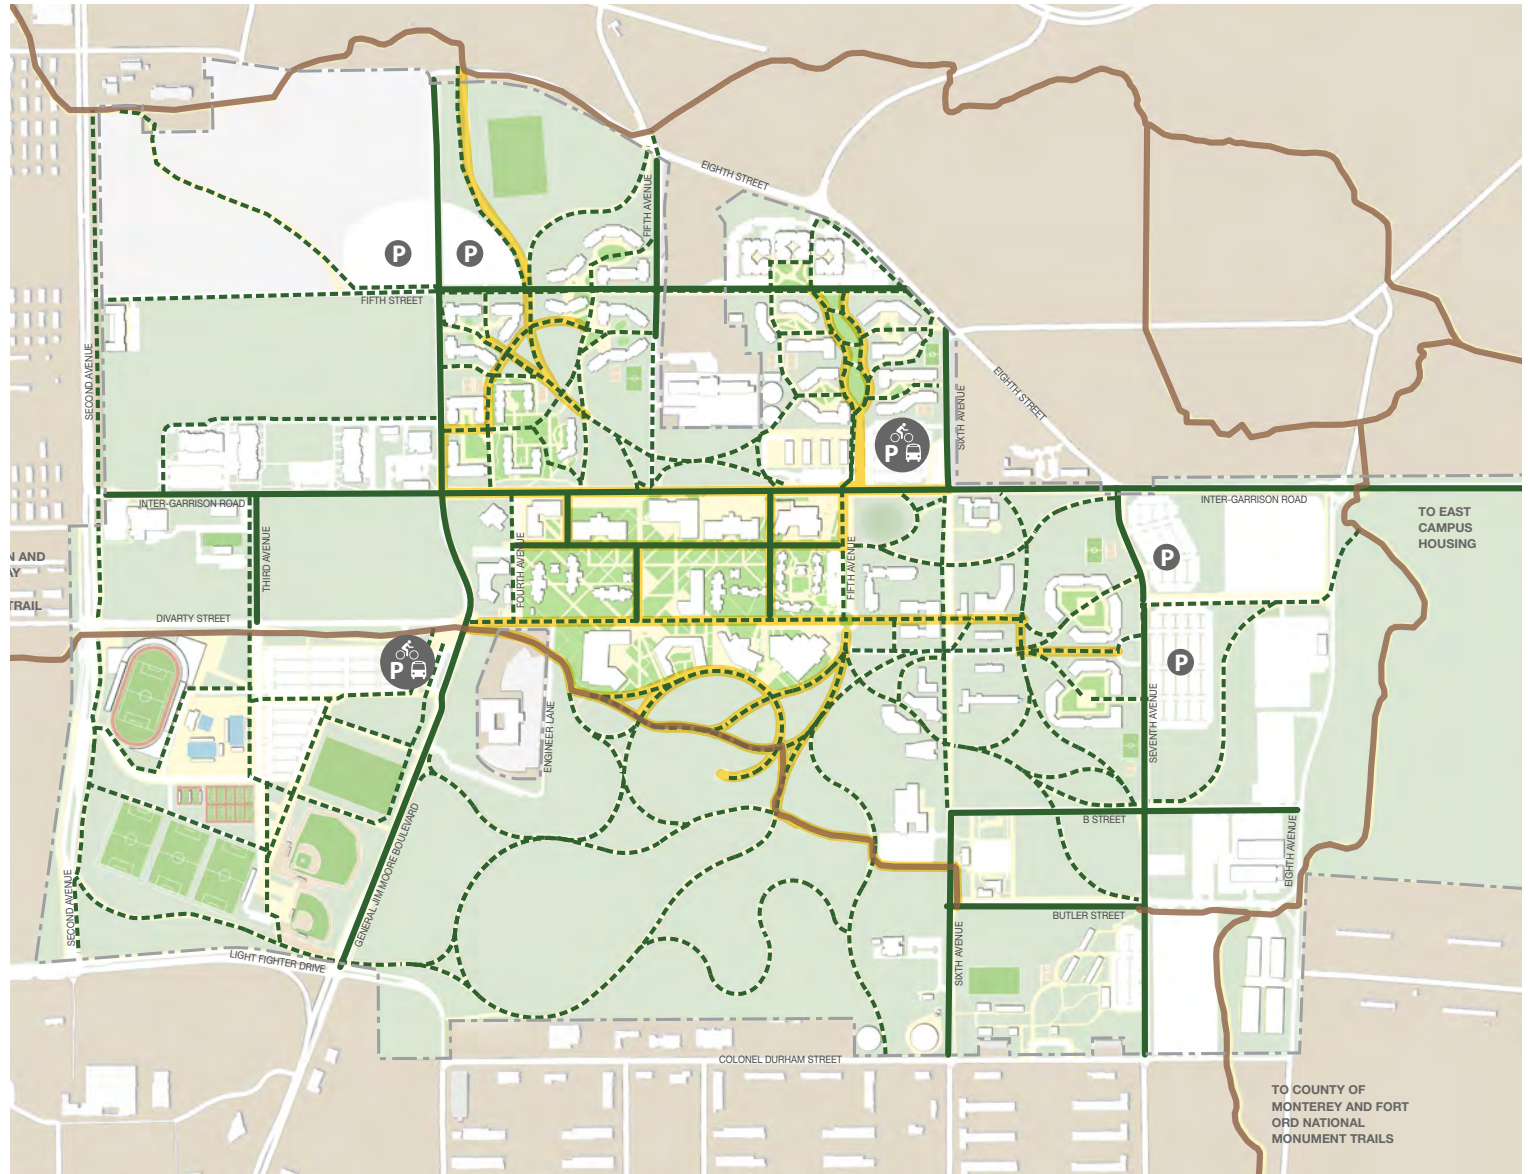 EIGHTH STREET
FIFTH AVENUE
P
P
FIFTH STREET
SECOND AVENUE
EIGHTH STREET
SIXTH AVENUE
P
INTER-GARRISON ROAD
INTER-GARRISON ROAD
TO EAST
CAMPUS
HOUSING
N AND
AY
TRAIL
THIRD AVENUE
FOURTH AVENUE
FIFTH AVENUE
P
DIVARTY STREET
P
P
ENGINEER LANE
SEVENTH AVENUE
B STREET
GENERAL JIM MOORE BOULEVARD
EIGHTH AVENUE
SECOND AVENUE
BUTLER STREET
SIXTH AVENUE
LIGHT FIGHTER DRIVE
COLONEL DURHAM STREET
TO COUNTY OF
MONTEREY AND FORT
ORD NATIONAL
MONUMENT TRAILS